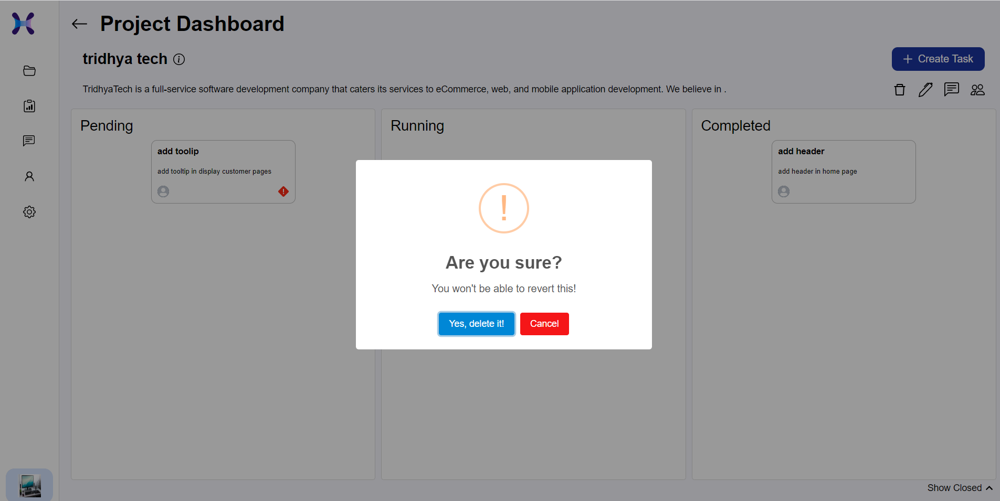 Project Dashboard
tridhya tech
Create Task
TridhyaTech is a full-service software development company that caters its services to eCommerce, web, and mobile application development. We believe in .
Pending
Running
Completed
add toolip
add tooltip in display customer pages
add header
add header in home page
!
Are you sure?
You won't be able to revert this!
Yes, delete it!
Cancel
Show Closed